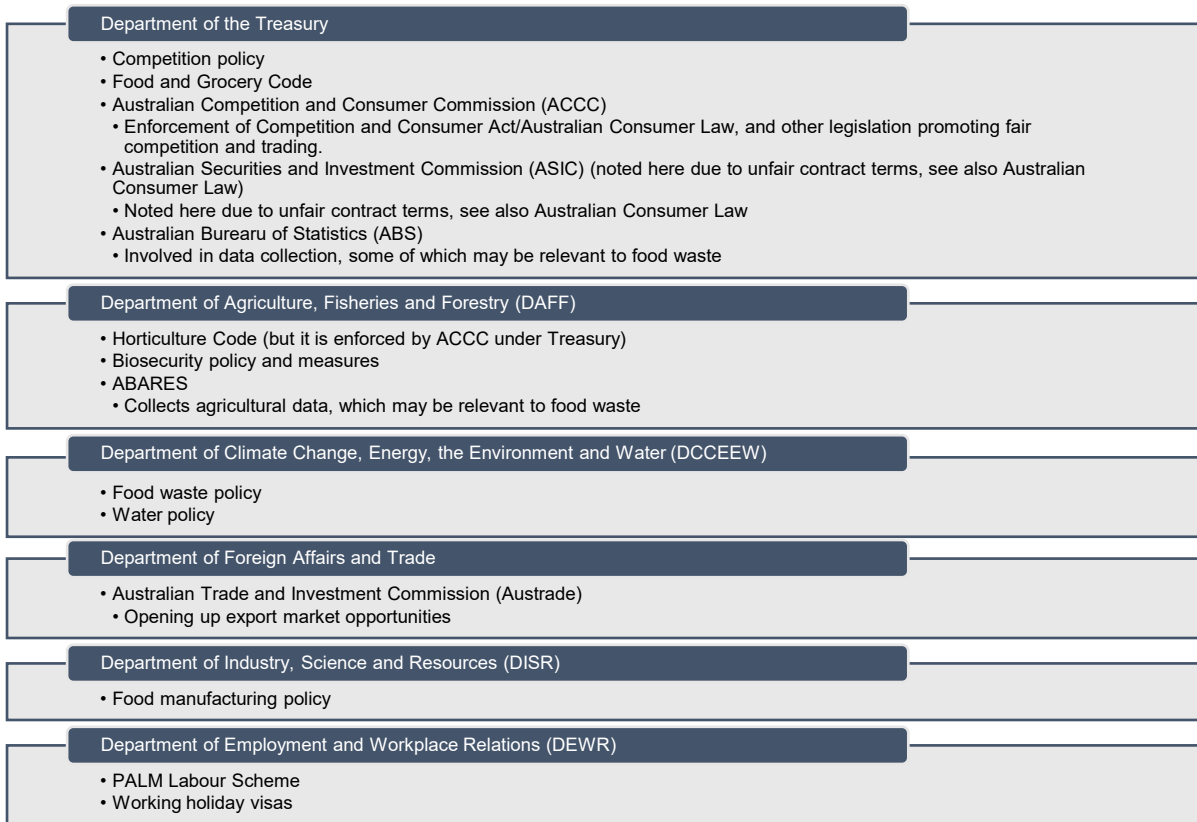 Department of the Treasury
• Competition policy
• Food and Grocery Code
• Australian Competition and Consumer Commission (ACCC)
• Enforcement of Competition and Consumer Act/Australian Consumer Law, and other legislation promoting fair
competition and trading.
• Australian Securities and Investment Commission (ASIC) (noted here due to unfair contract terms, see also Australian
Consumer Law)
• Noted here due to unfair contract terms, see also Australian Consumer Law
• Australian Burearu of Statistics (ABS)
• Involved in data collection, some of which may be relevant to food waste
Department of Agriculture, Fisheries and Forestry (DAFF)
• Horticulture Code (but it is enforced by ACCC under Treasury)
• Biosecurity policy and measures
• ABARES
• Collects agricultural data, which may be relevant to food waste
Department of Climate Change, Energy, the Environment and Water (DCCEEW)
• Food waste policy
• Water policy
Department of Foreign Affairs and Trade
• Australian Trade and Investment Commission (Austrade)
• Opening up export market opportunities
Department of Industry, Science and Resources (DISR)
• Food manufacturing policy
Department of Employment and Workplace Relations (DEWR)
• PALM Labour Scheme
• Working holiday visas